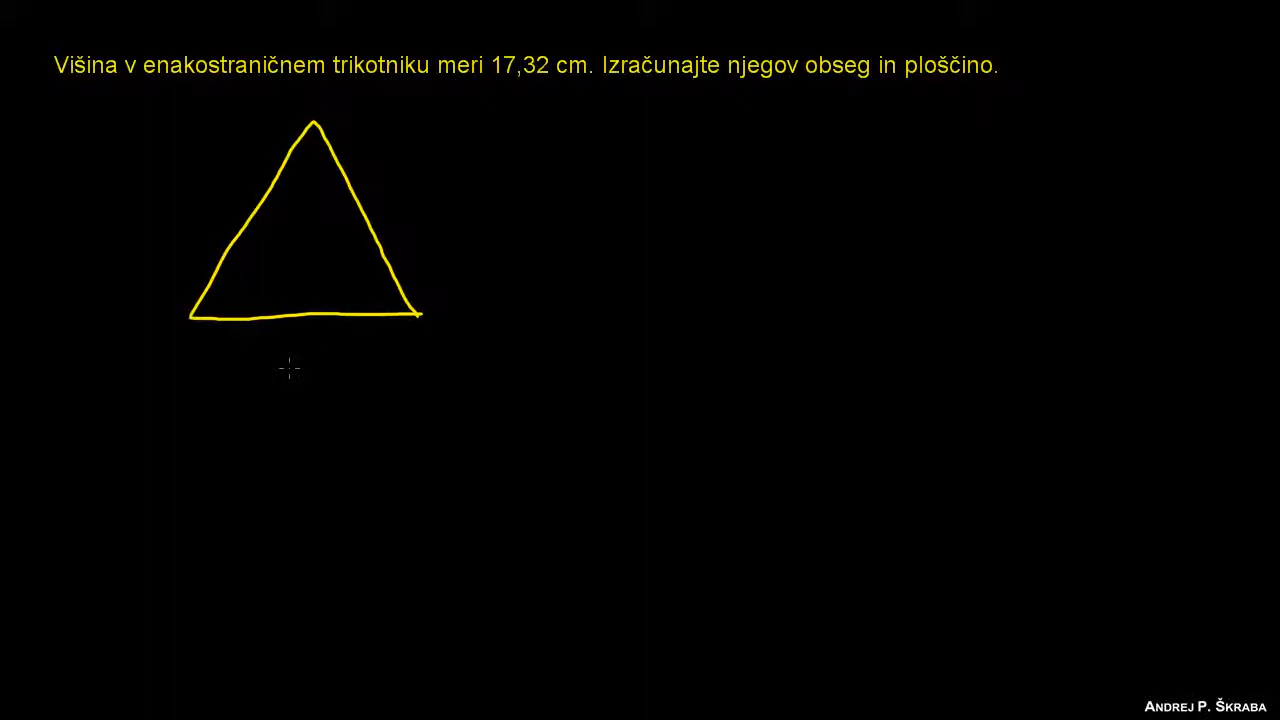 Višina v enakostraničnem trikotniku meri 17,32 cm. Izračunajte njegov obseg in ploščino.
ANDREJ P. ŠKRABA